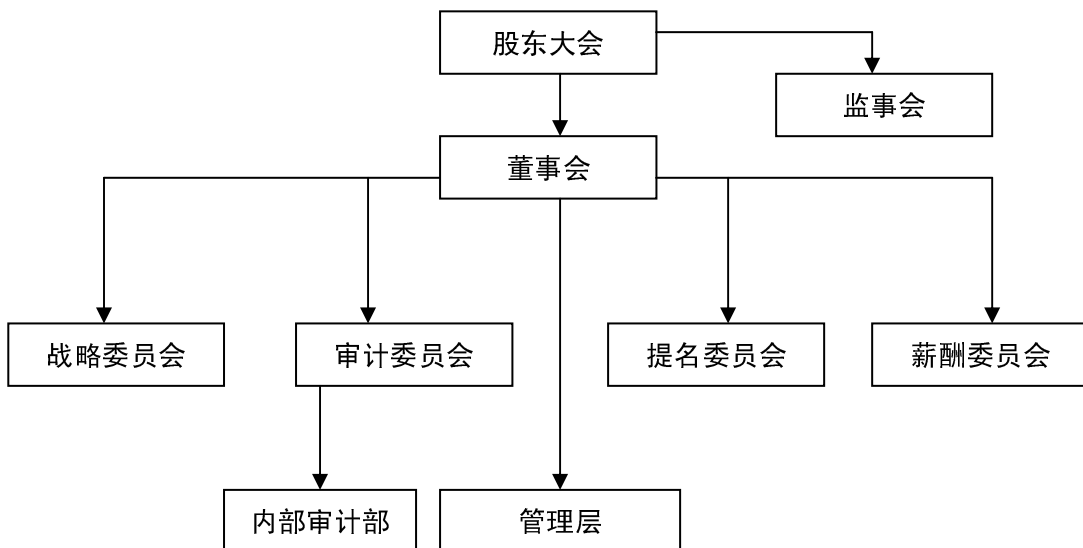 股东大会
监事会
董事会
战略委员会
审计委员会
提名委员会
薪酬委员会
内部审计部
管理层